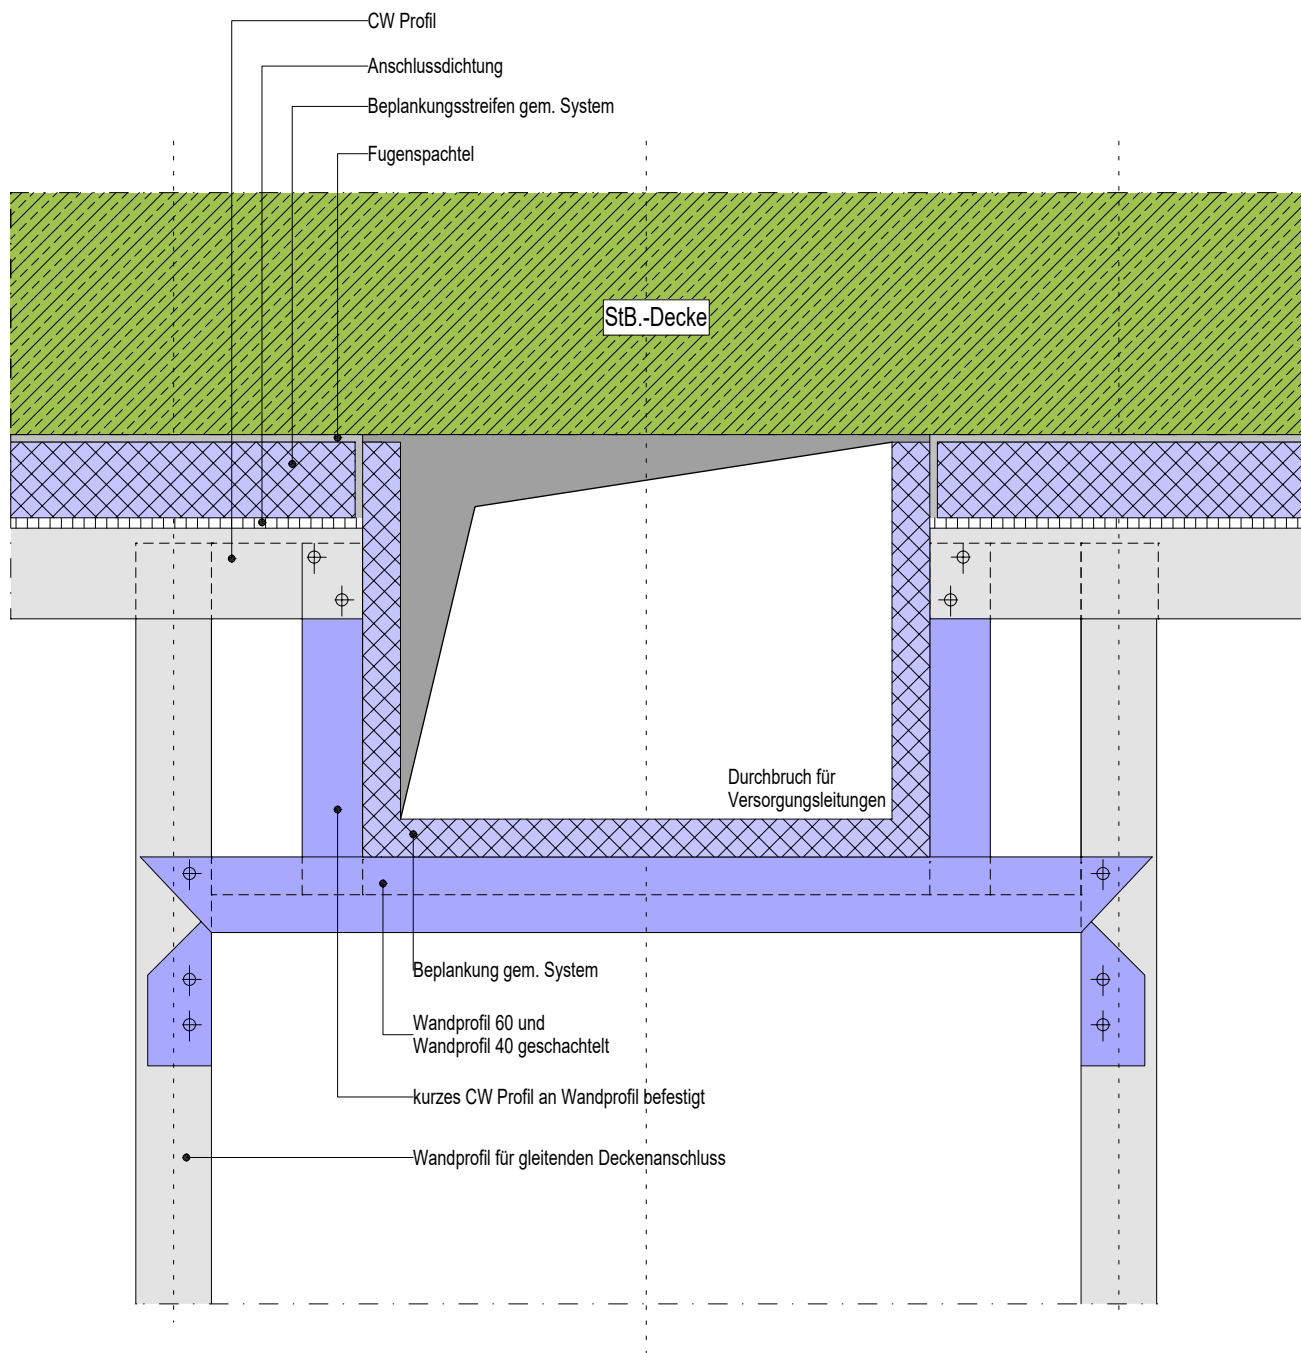 CW Profil
Anschlussdichtung
Beplankungsstreifen gem. System
Fugenspachtel
StB.-Decke
Durchbruch für
Versorgungsleitungen
Beplankung gem. System
Wandprofil 60 und
Wandprofil 40 geschachtelt
kurzes CW Profil an Wandprofil befestigt
Wandprofil für gleitenden Deckenanschluss